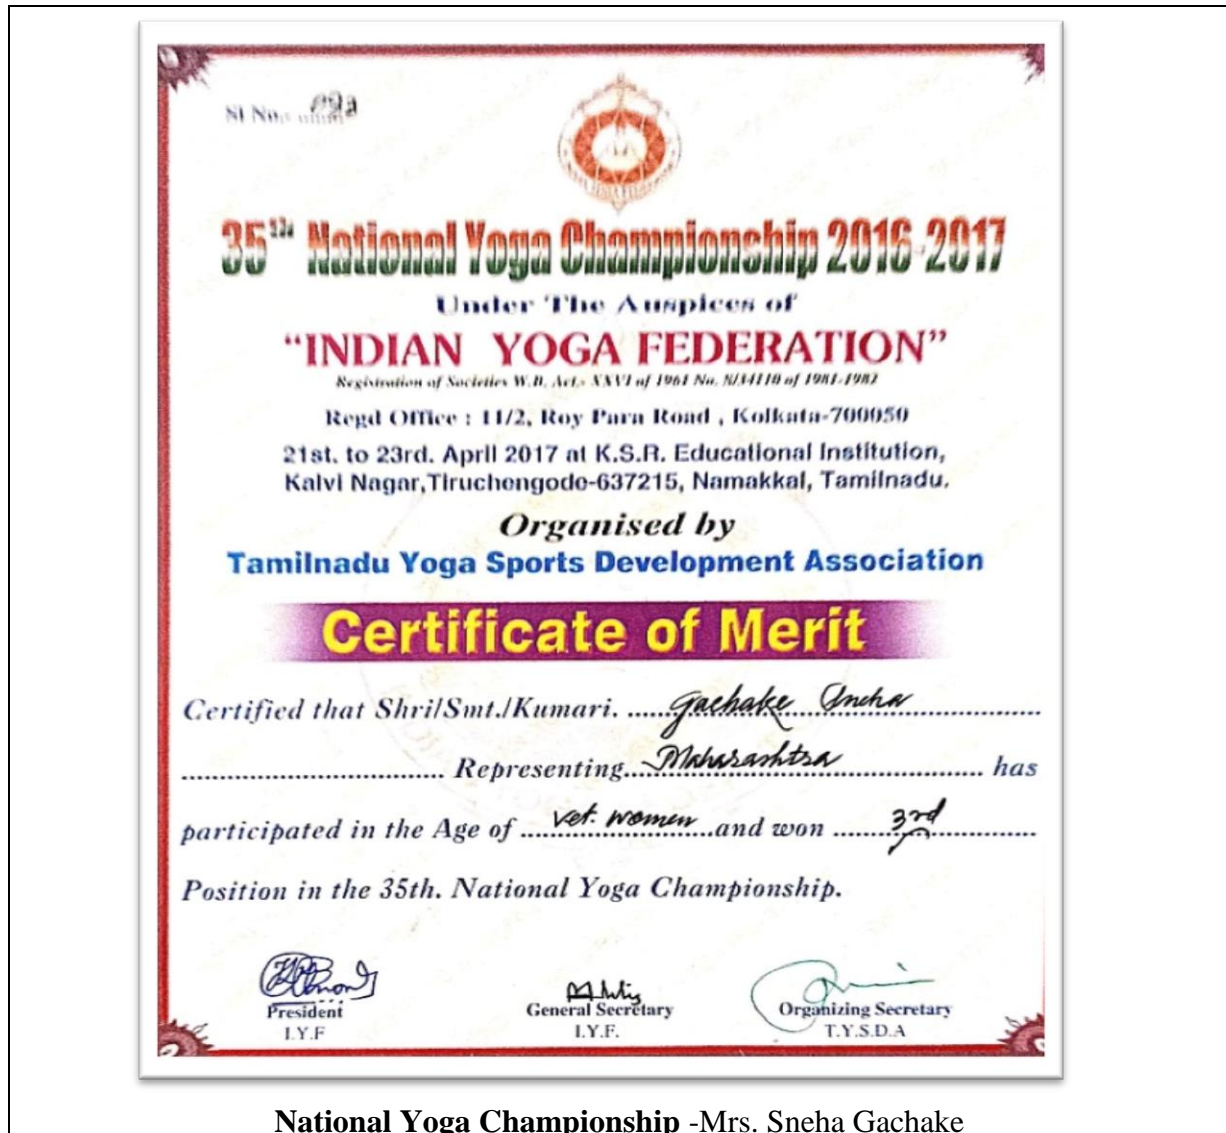 Sl No. 092
35th National Yoga Championship 2016-2017
Under The Auspices of
“INDIAN YOGA FEDERATION”
Registration of Societies W.B. Act.- XXVI of 1961 No. S/34110 of 1981-1982
Regd Office : 11/2, Roy Para Road , Kolkata-700050
21st. to 23rd. April 2017 at K.S.R. Educational Institution,
Kalvi Nagar,Tiruchengode-637215, Namakkal, Tamilnadu.
Organised by
Tamilnadu Yoga Sports Development Association
Certificate of Merit
Certified that Shri/Smt./Kumari. Gachake Sneha
Representing Maharashtra has
participated in the Age of Vet. women and won 3rd
Position in the 35th. National Yoga Championship.
President General Secretary Organizing Secretary
I.Y.F I.Y.F. T.Y.S.D.A
National Yoga Championship -Mrs. Sneha Gachake